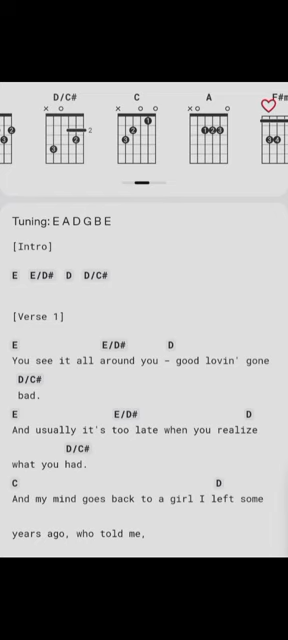 D/C#
C
A
F#m
2
Tuning: E A D G B E
[Intro]
E E/D# D D/C#
[Verse 1]
E E/D# D
You see it all around you – good lovin' gone
D/C#
bad.
E E/D# D
And usually it's too late when you realize
D/C#
what you had.
C D
And my mind goes back to a girl I left some
years ago, who told me,